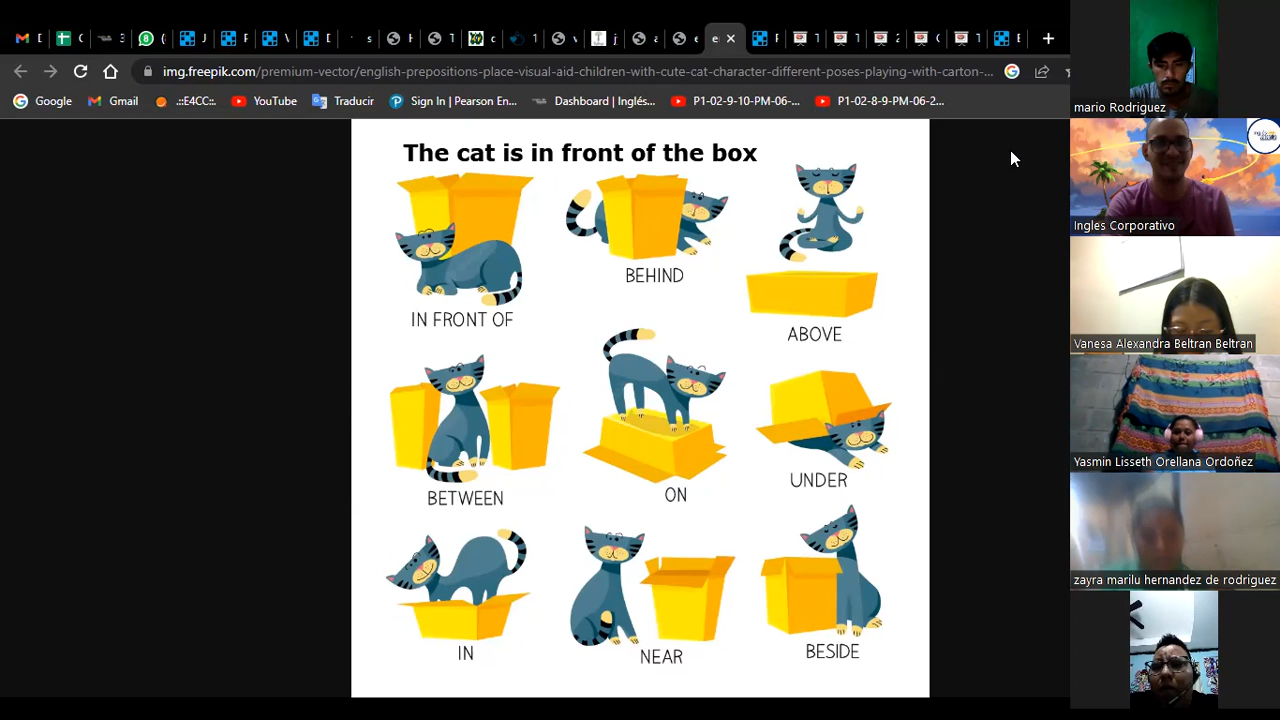 img.freepik.com/premium-vector/english-prepositions-place-visual-aid-children-with-cute-cat-character-different-poses-playing-with-carton-...
Google Gmail .::E4CC:. YouTube Traducir Sign In | Pearson En... Dashboard | Inglés... P1-02-9-10-PM-06-... P1-02-8-9-PM-06-2...
The cat is in front of the box
IN FRONT OF
BEHIND
ABOVE
BETWEEN
ON
UNDER
IN
NEAR
BESIDE
mario Rodriguez
Ingles Corporativo
Vanesa Alexandra Beltran Beltran
Yasmin Lisseth Orellana Ordoñez
zayra marilu hernandez de rodriguez